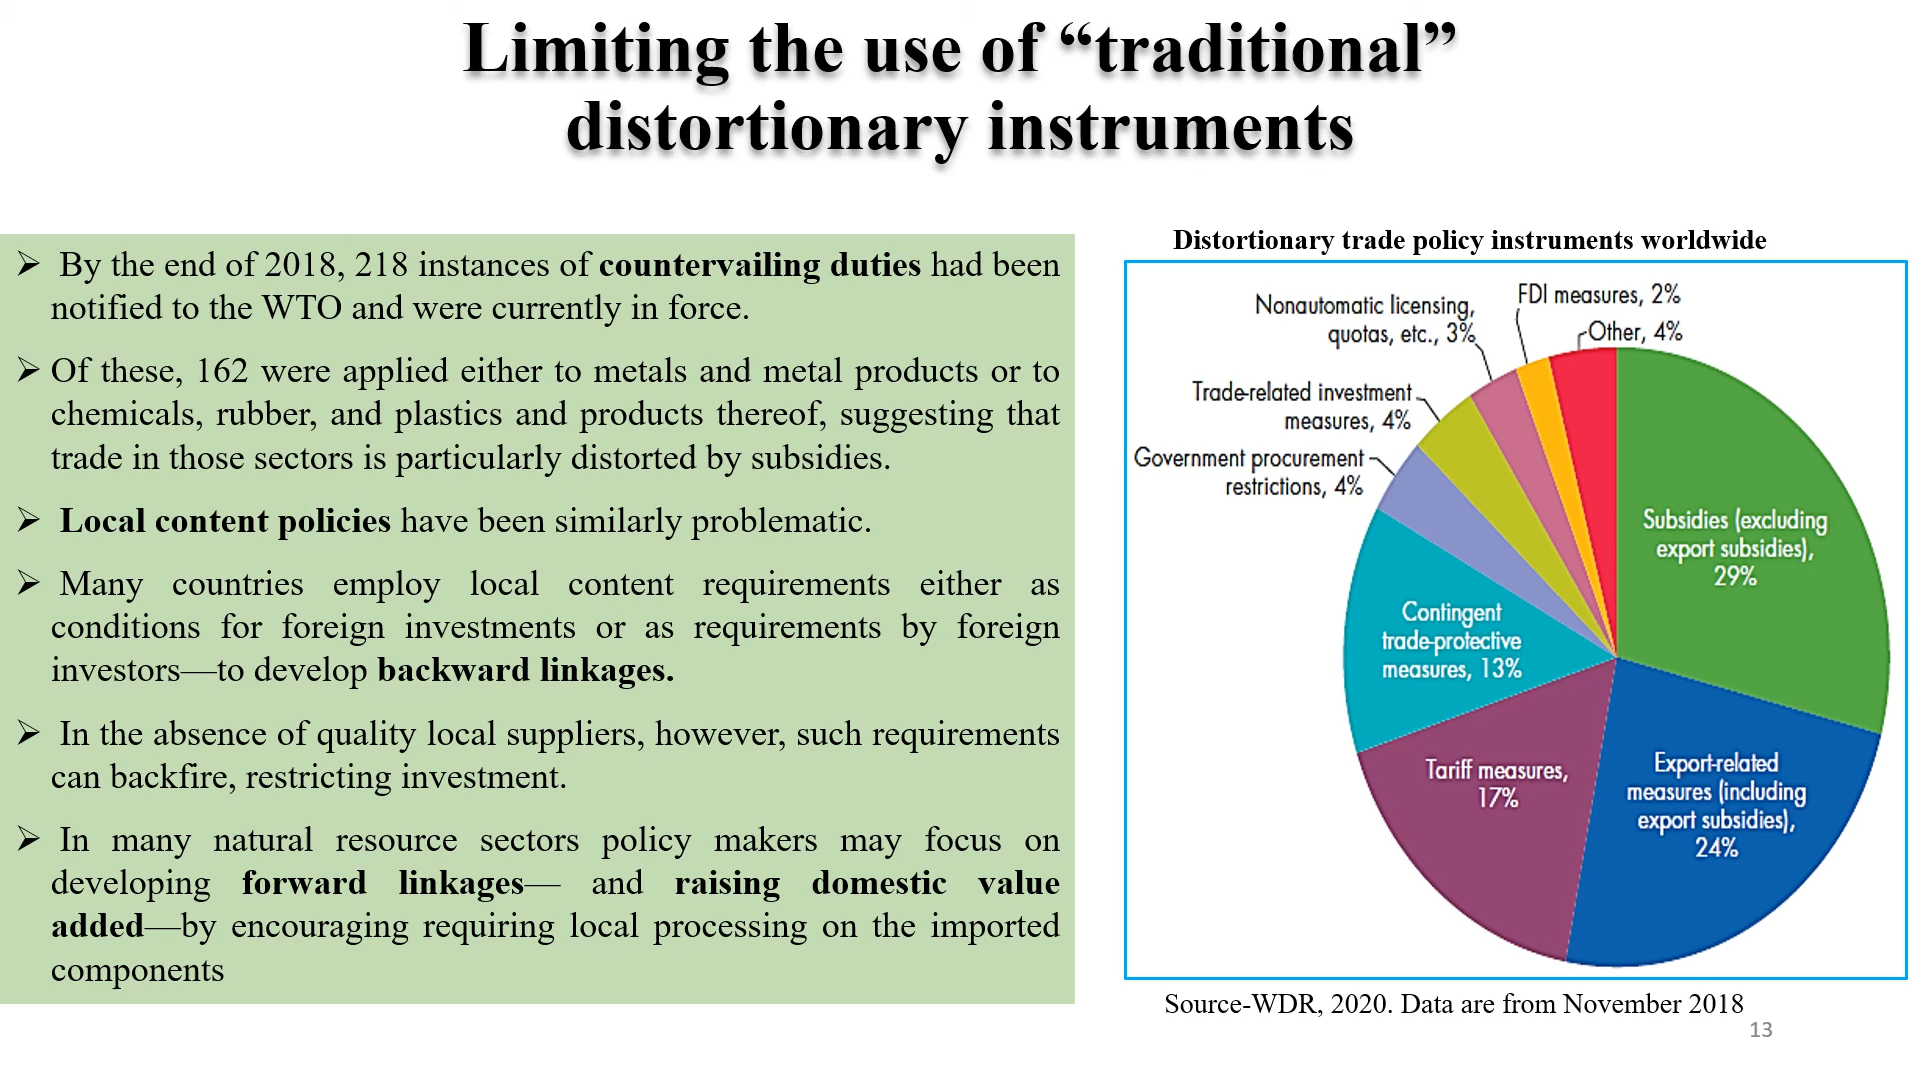 Limiting the use of “traditional”
distortionary instruments
➢ By the end of 2018, 218 instances of countervailing duties had been
notified to the WTO and were currently in force.
➢ Of these, 162 were applied either to metals and metal products or to
chemicals, rubber, and plastics and products thereof, suggesting that
trade in those sectors is particularly distorted by subsidies.
➢ Local content policies have been similarly problematic.
➢ Many countries employ local content requirements either as
conditions for foreign investments or as requirements by foreign
investors—to develop backward linkages.
➢ In the absence of quality local suppliers, however, such requirements
can backfire, restricting investment.
➢ In many natural resource sectors policy makers may focus on
developing forward linkages— and raising domestic value
added—by encouraging requiring local processing on the imported
components
Distortionary trade policy instruments worldwide
FDI measures, 2%
Nonautomatic licensing,
quotas, etc., 3%
Other, 4%
Trade-related investment
measures, 4%
Government procurement
restrictions, 4%
Subsidies (excluding
export subsidies),
29%
Contingent
trade-protective
measures, 13%
Tariff measures,
17%
Export-related
measures (including
export subsidies),
24%
Source-WDR, 2020. Data are from November 2018
13